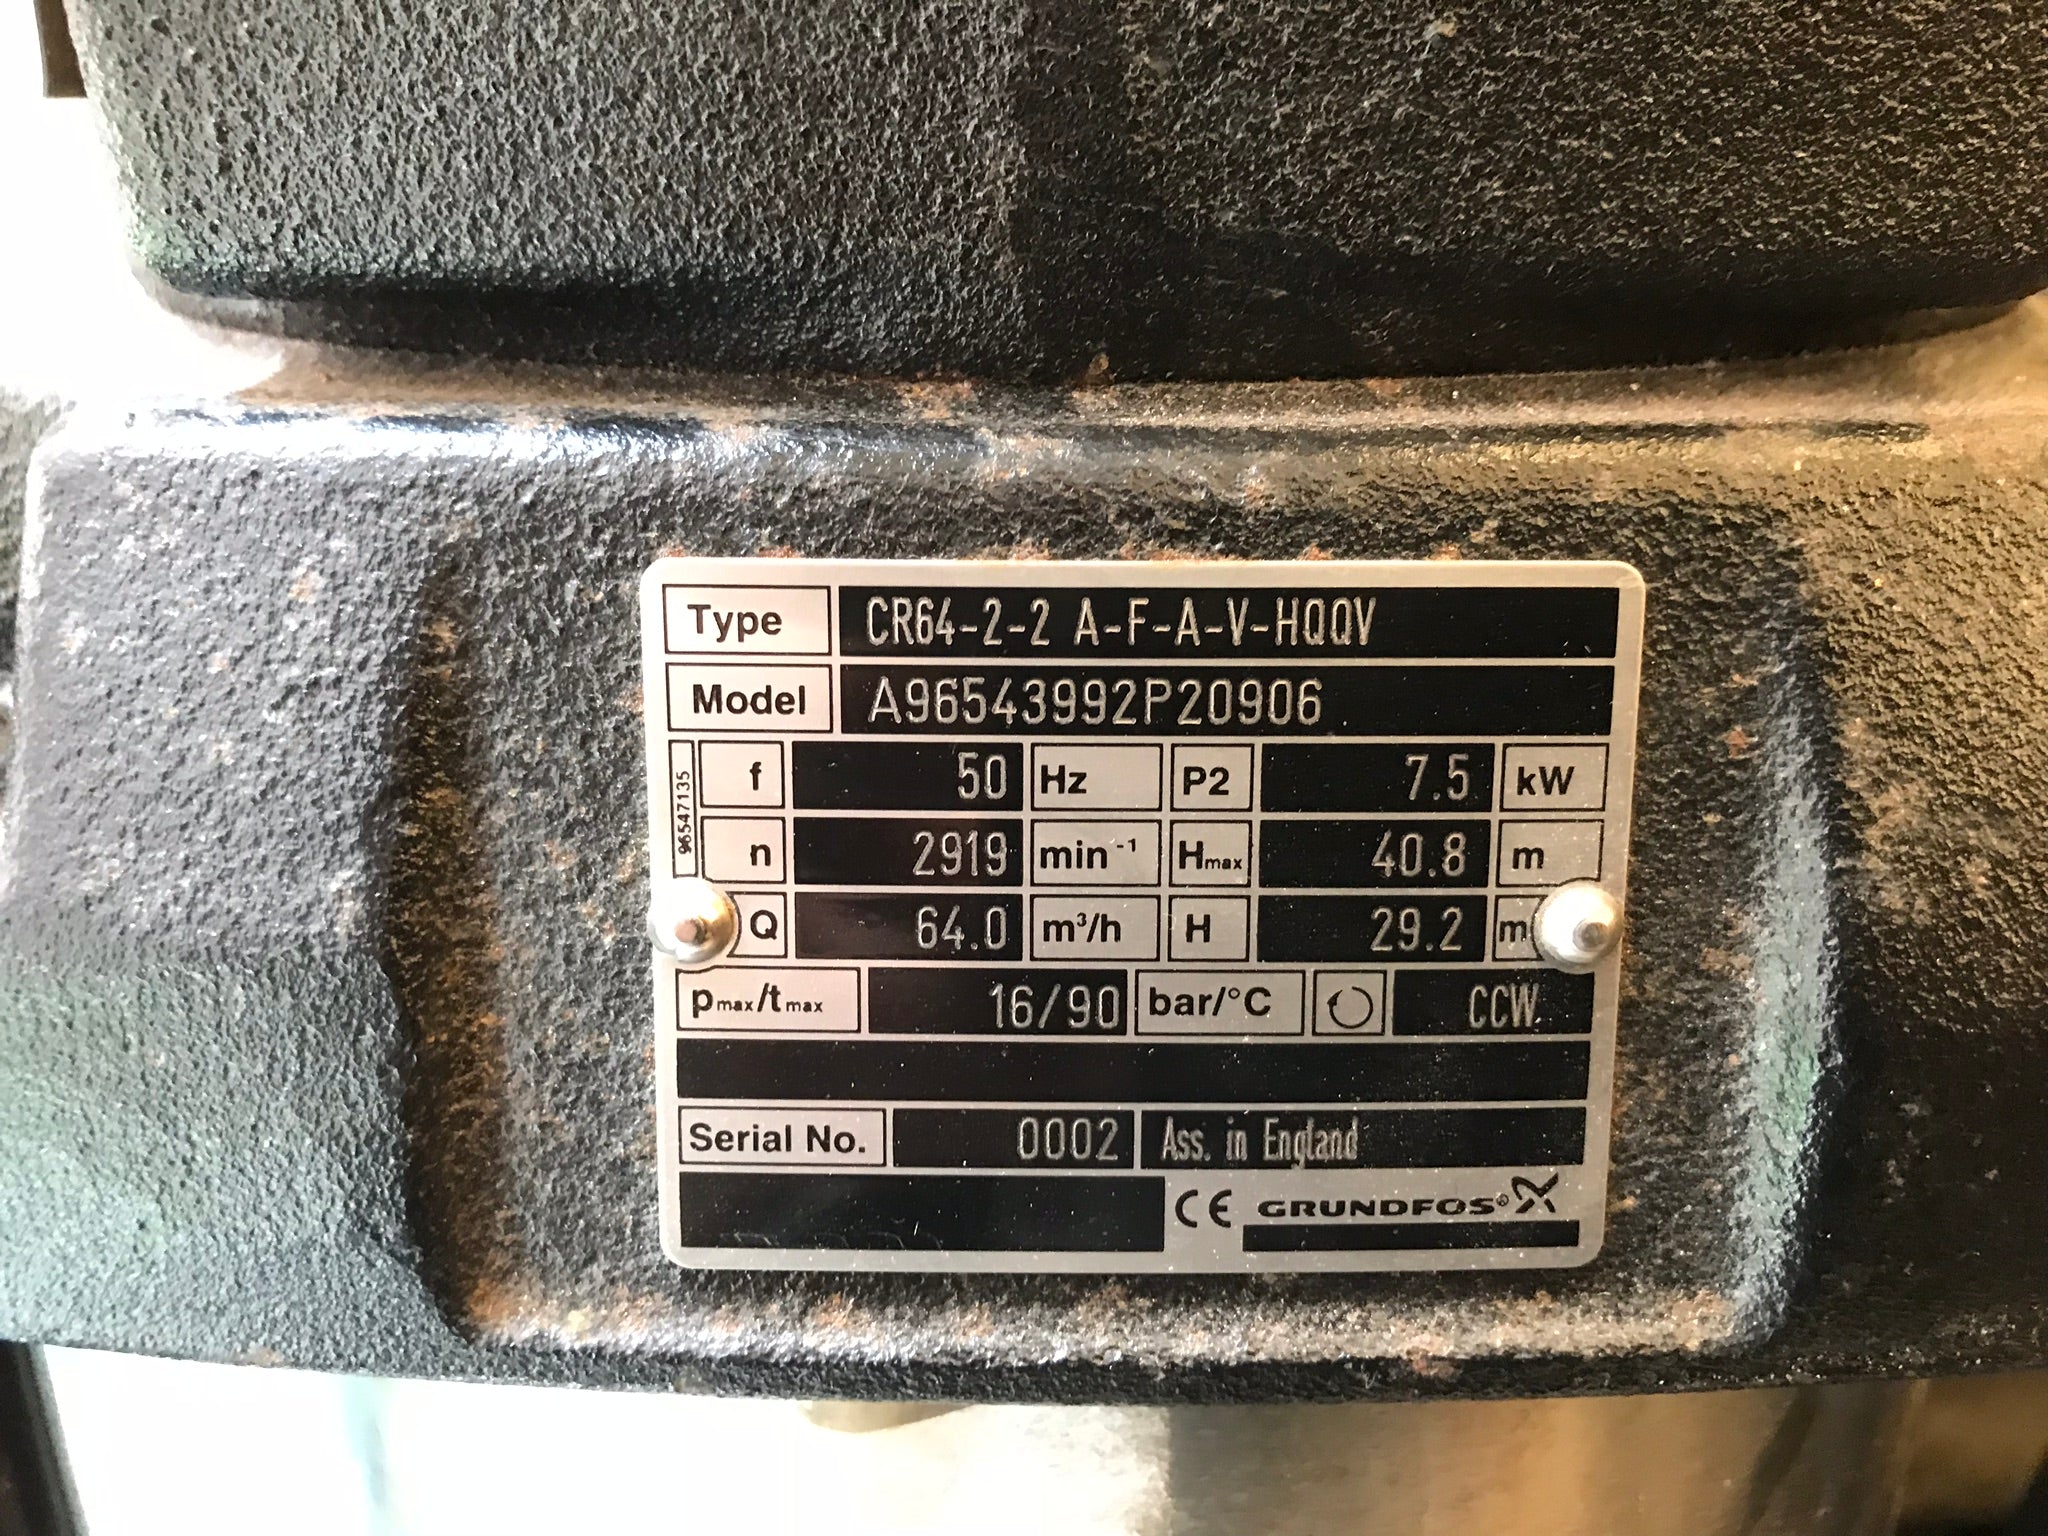 Type CR64-2-2 A-F-A-V-HQQV
Model A96543992P20906
96547135
f 50 Hz P2 7.5 kW
n 2919 min⁻¹ Hmax 40.8 m
Q 64.0 m³/h H 29.2 m
pmax/tmax 16/90 bar/°C CCW
Serial No. 0002 Ass. in England
CE GRUNDFOS®